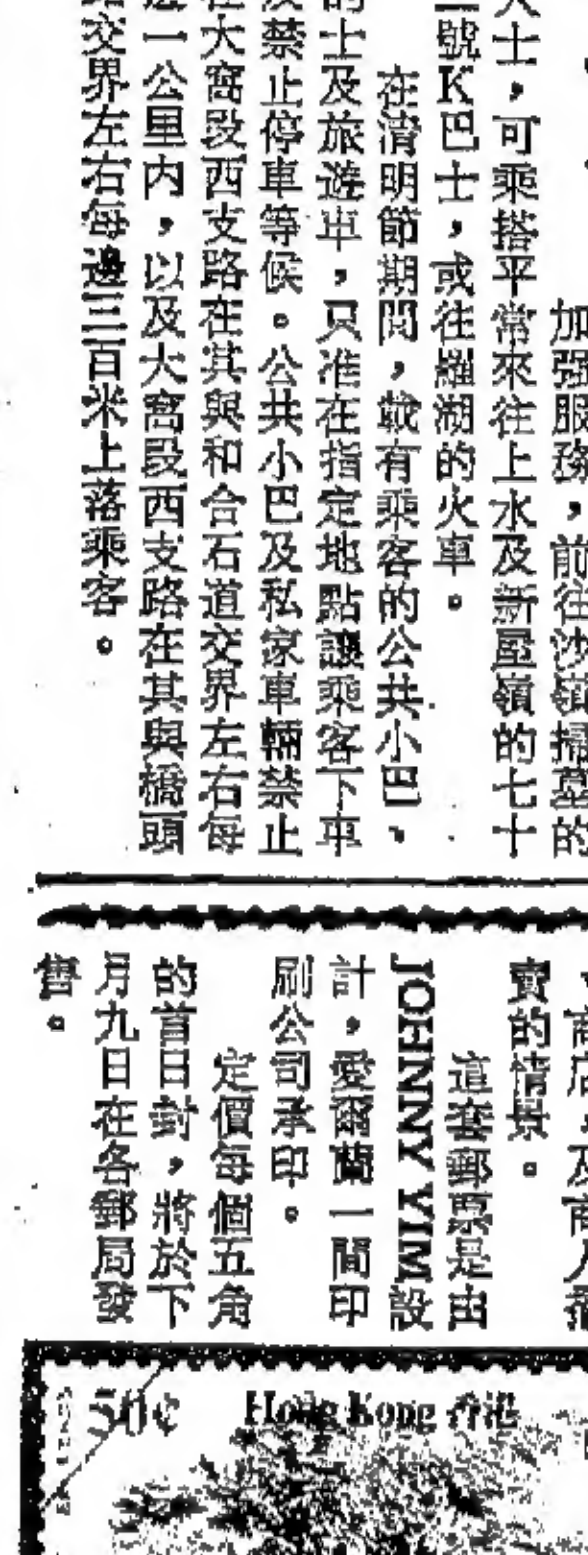 加强服務，前往沙嶺掃墓的
人士，可乘搭平常來往上水及新屋嶺的七十
號K巴士，或往羅湖的火車。
在清明節期間，載有乘客的公共小巴、
的士及旅遊車，只准在指定地點讓乘客下車
禁止停車等候。公共小巴及私家車輛禁止
在大窩段西支路在其與和合石道交界左右每
邊一公里內，以及大窩段西支路在其與橋頭
路交界左右每邊三百米上落乘客。
商店
賣的情景。
這套郵票是由
JOHNNY YIM設
計，愛爾蘭一間印
刷公司承印。
定價每個五角
的首日封，將於下
月九日在各郵局發
售。
50¢ Hong Kong 香港